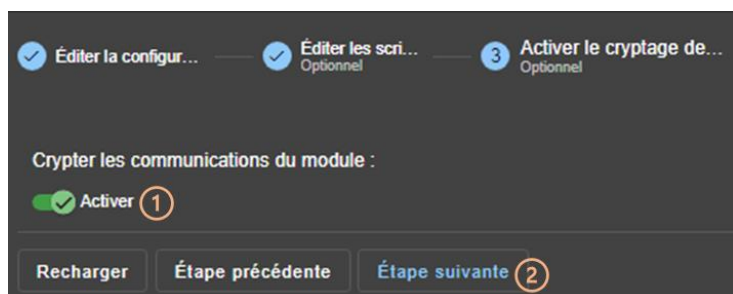 Éditer la configur...
Éditer les scri...
Optionnel
3
Activer le cryptage de...
Optionnel
Crypter les communications du module :
Activer 1
Recharger Étape précédente Étape suivante 2